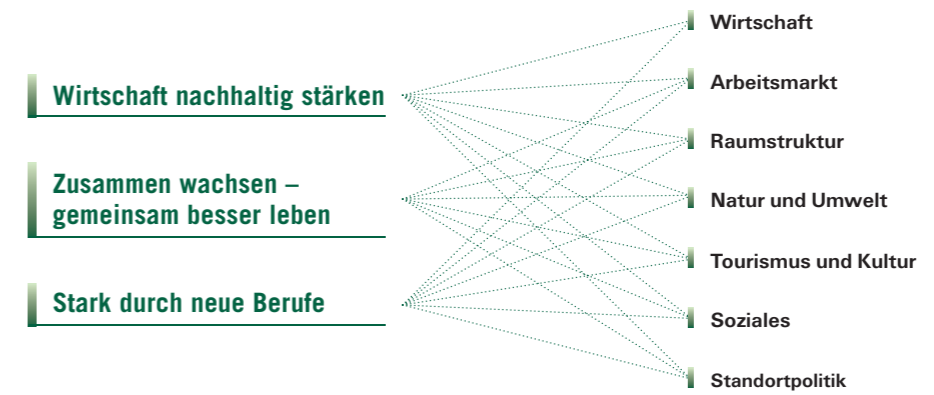 Wirtschaft nachhaltig stärken
Zusammen wachsen –
gemeinsam besser leben
Stark durch neue Berufe
Wirtschaft
Arbeitsmarkt
Raumstruktur
Natur und Umwelt
Tourismus und Kultur
Soziales
Standortpolitik